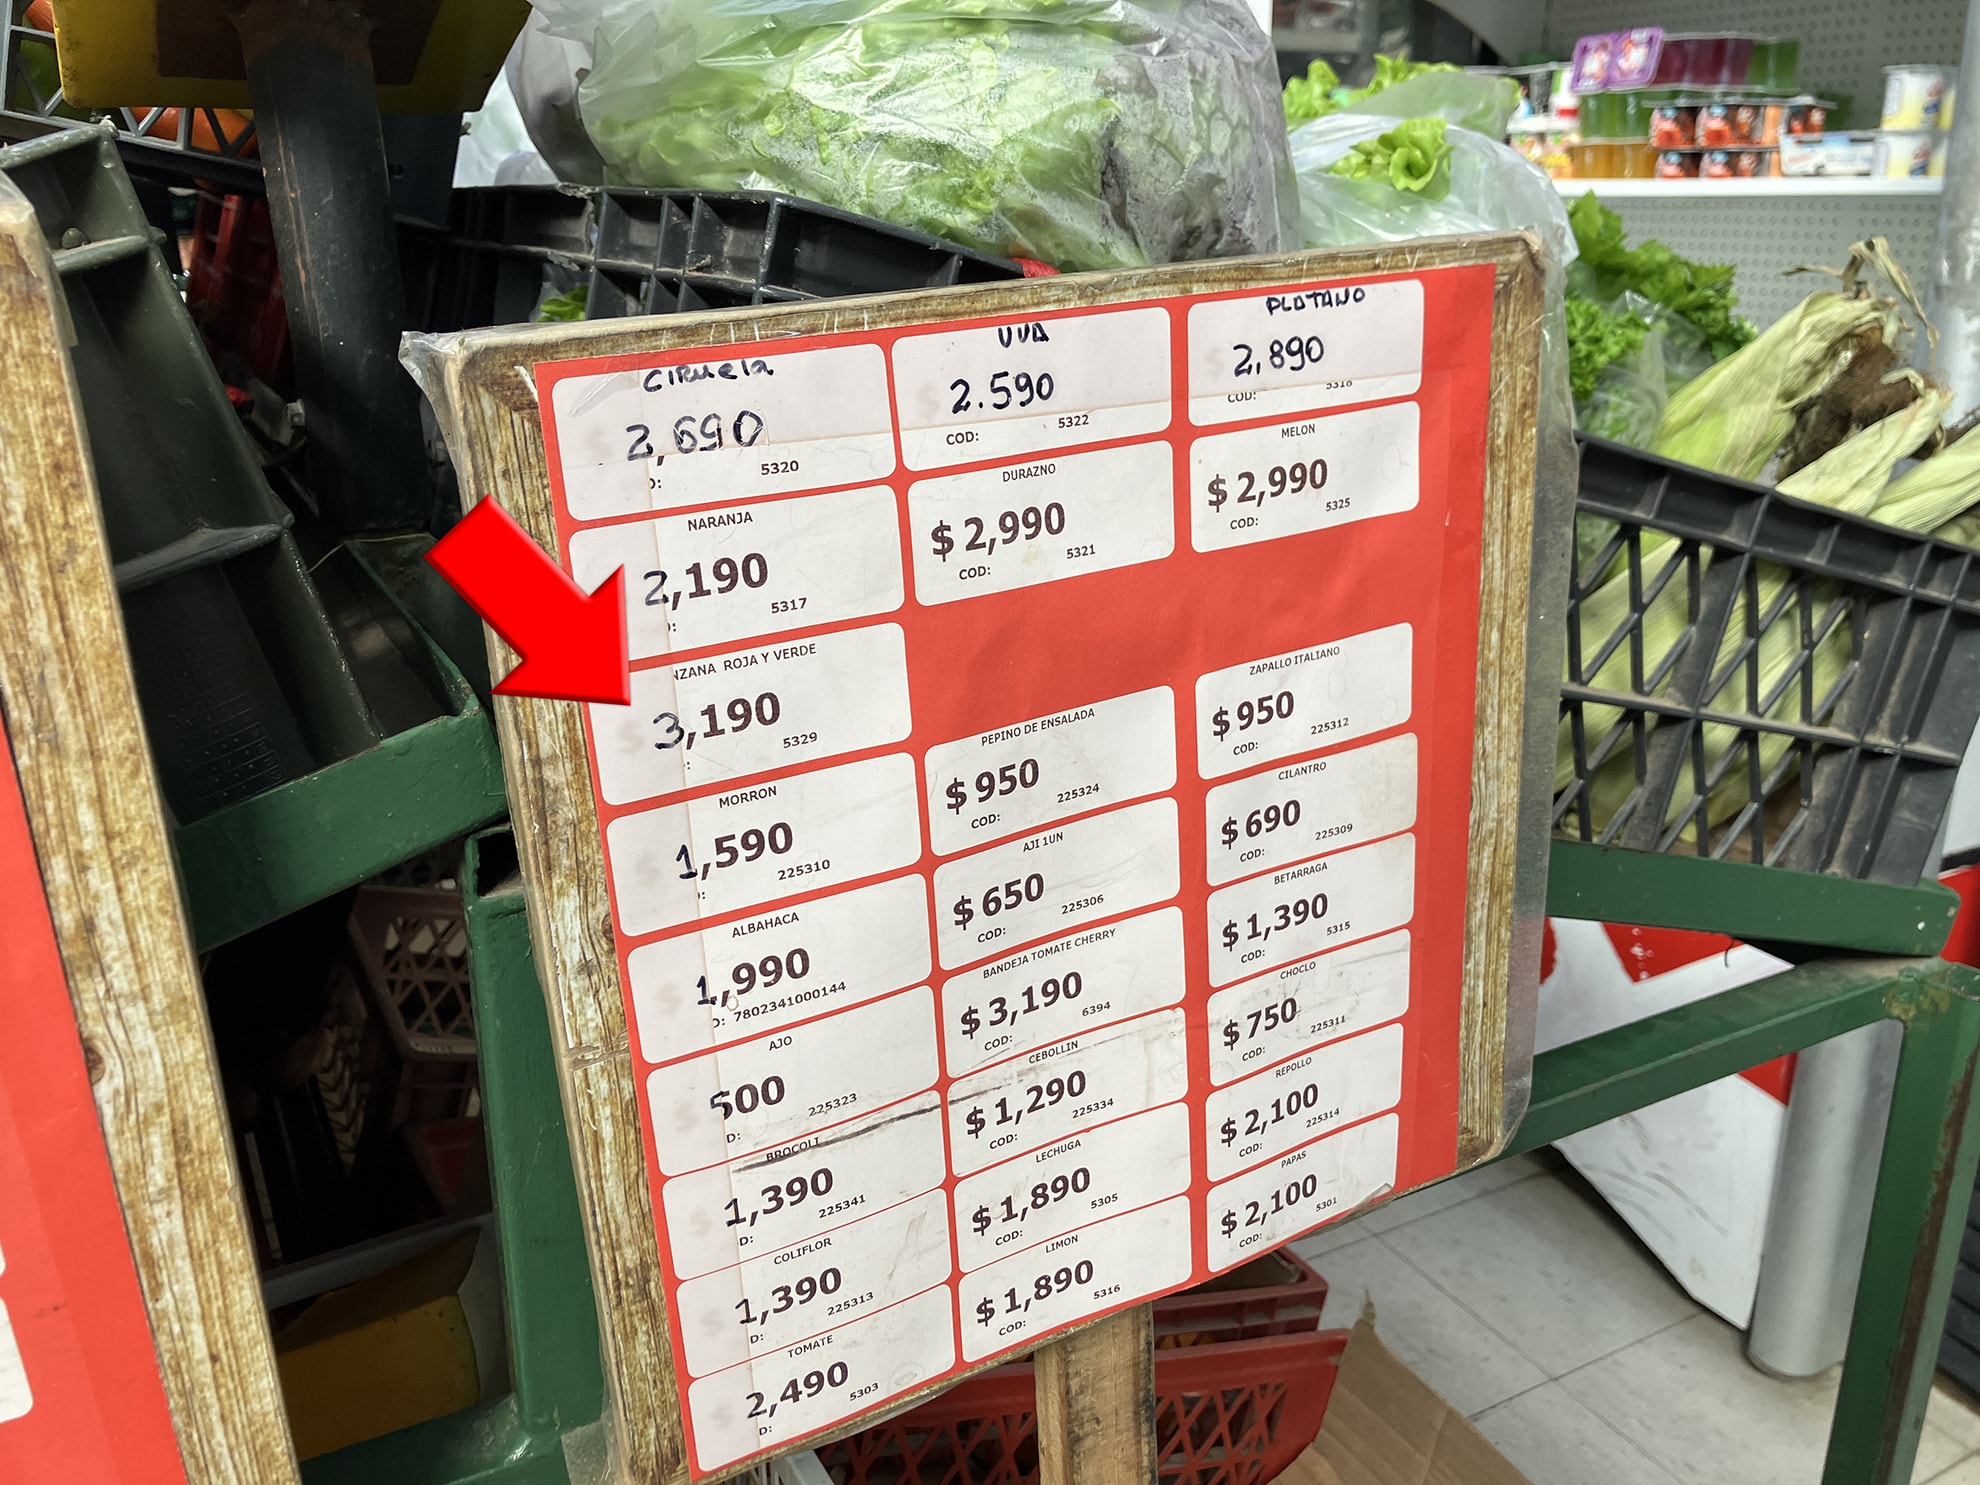 CIRuela
2,690
5320
D:
NARANJA
2,190
5317
D:
NZANA ROJA Y VERDE
3,190
5329
:
MORRON
1,590
225310
D:
ALBAHACA
1,990
D: 7802341000144
AJO
500
225323
D:
BROCOLI
1,390
225341
D:
COLIFLOR
1,390
225313
D:
TOMATE
2,490
5303
D:
UVA
2.590
COD: 5322
DURAZNO
$ 2,990
COD: 5321
PEPINO DE ENSALADA
$ 950
COD: 225324
AJI 1UN
$ 650
COD: 225306
BANDEJA TOMATE CHERRY
$ 3,190
COD: 6394
CEBOLLIN
$ 1,290
COD: 225334
LECHUGA
$ 1,890
COD: 5305
LIMON
$ 1,890
COD: 5316
PLATANO
2,890
COD: 5318
MELON
$ 2,990
COD: 5325
ZAPALLO ITALIANO
$ 950
COD: 225312
CILANTRO
$ 690
COD: 225309
BETARRAGA
$ 1,390
COD: 5315
CHOCLO
$ 750
COD: 225311
REPOLLO
$ 2,100
COD: 225314
PAPAS
$ 2,100
COD: 5301